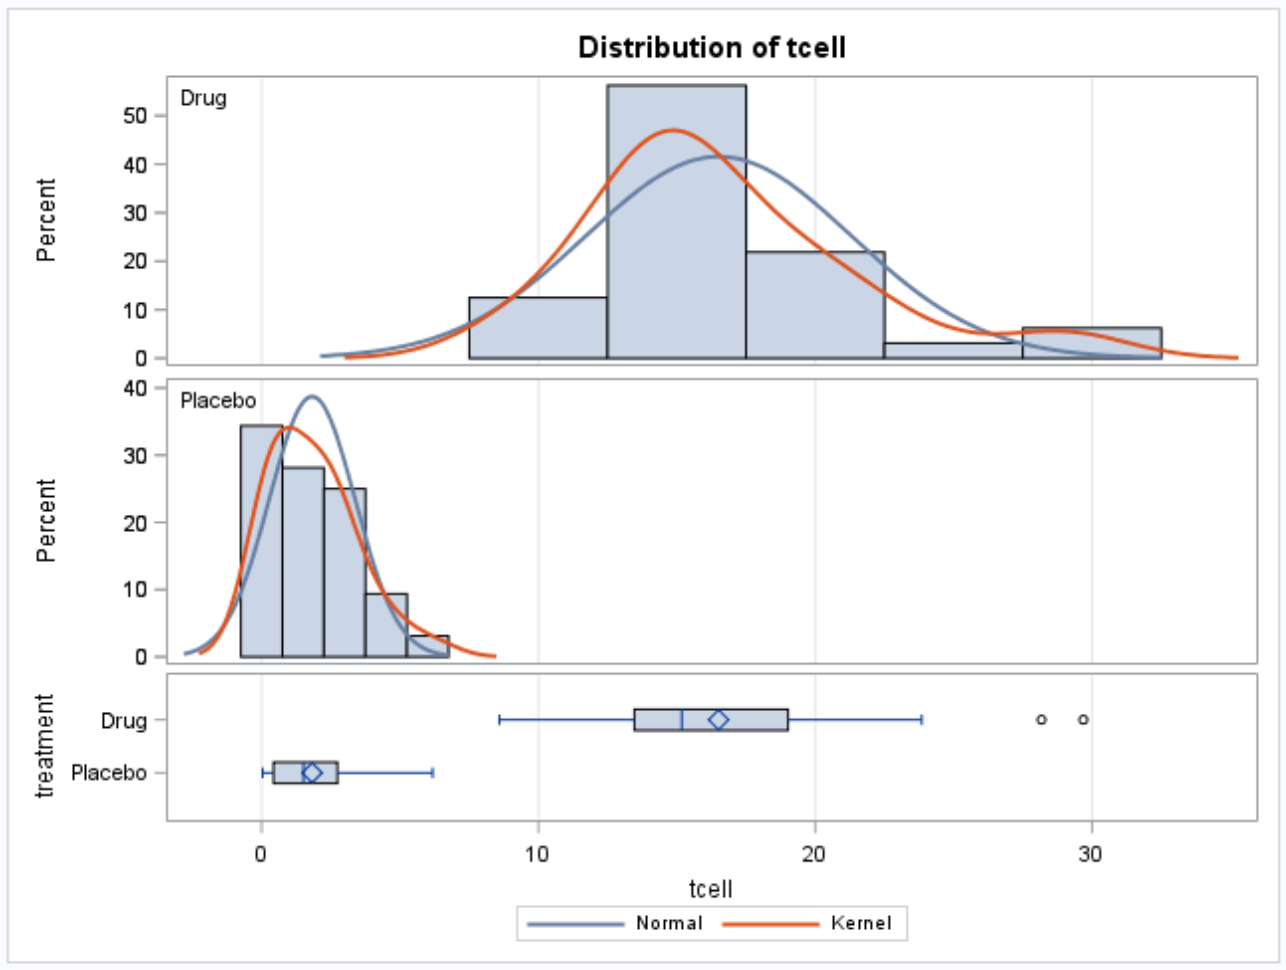 Distribution of tcell
Drug
Percent
50
40
30
20
10
0
Placebo
Percent
40
30
20
10
0
treatment
Drug
Placebo
0 10 20 30
tcell
Normal Kernel